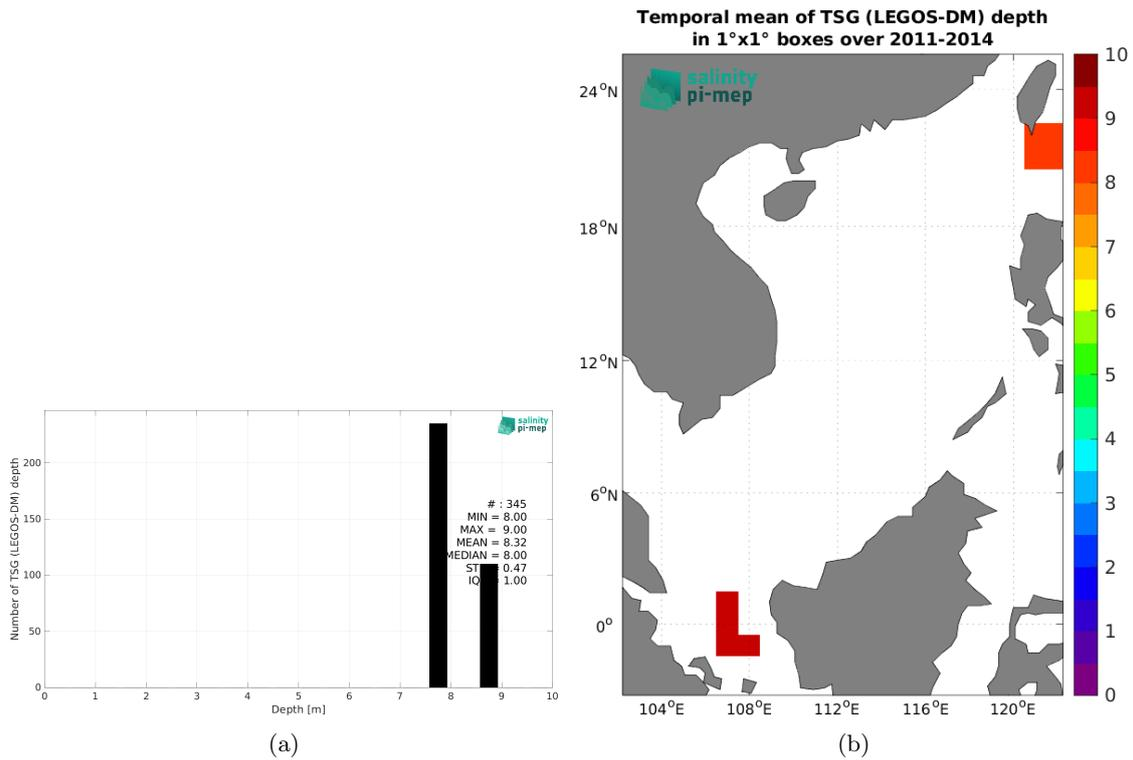 salinity
pi-mep
# : 345
MIN = 8.00
MAX = 9.00
MEAN = 8.32
MEDIAN = 8.00
ST 0.47
IQ 1.00
Number of TSG (LEGOS-DM) depth
200
150
100
50
0
0 1 2 3 4 5 6 7 8 9 10
Depth [m]
(a)
Temporal mean of TSG (LEGOS-DM) depth
in 1°x1° boxes over 2011-2014
salinity
pi-mep
24°N
18°N
12°N
6°N
0°
104°E 108°E 112°E 116°E 120°E
10
9
8
7
6
5
4
3
2
1
0
(b)